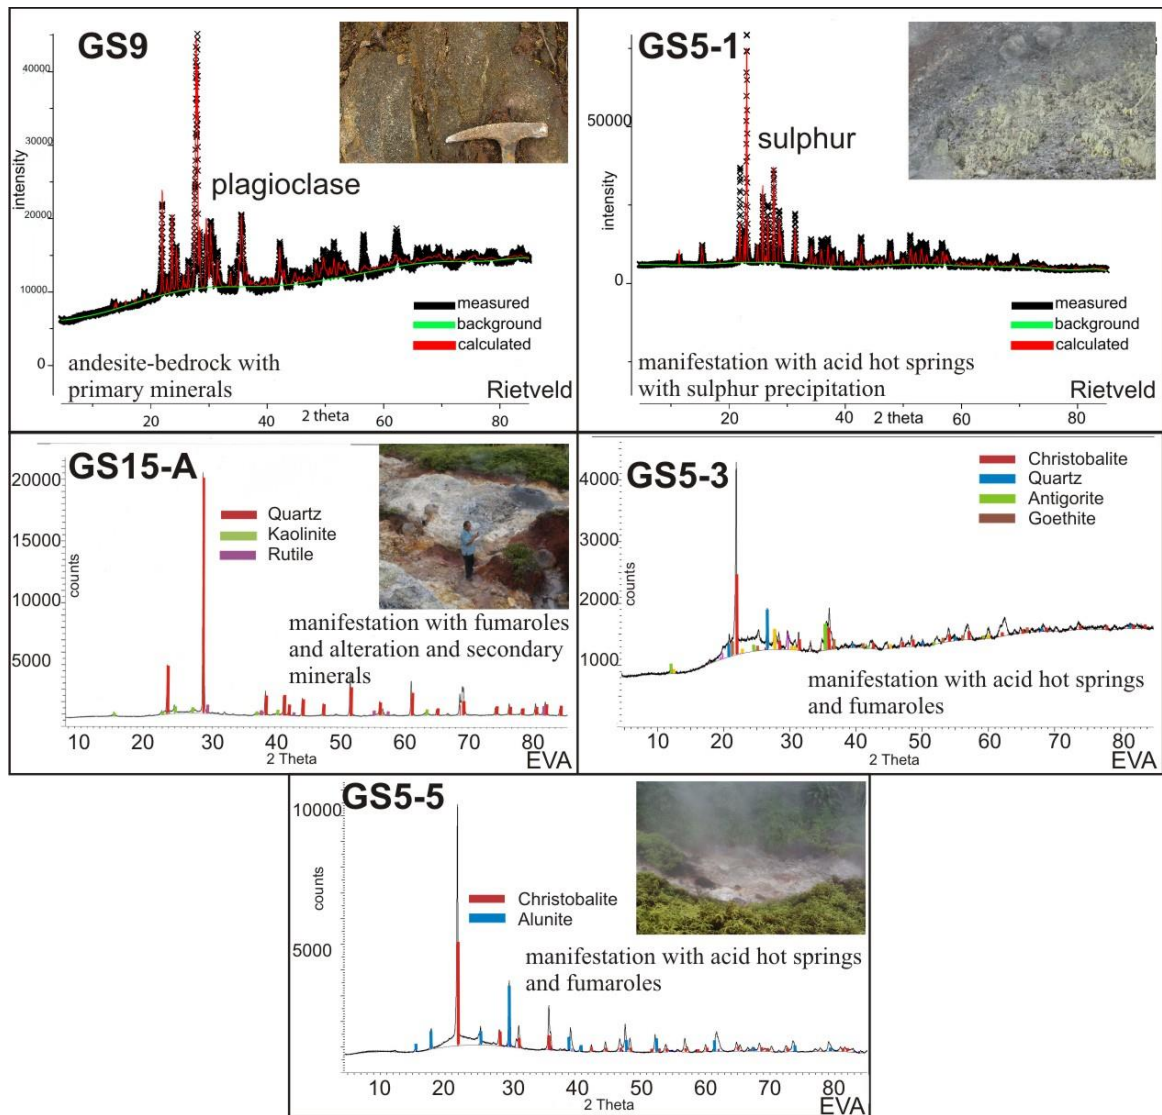 GS9
40000
30000
20000
10000
0
intensity
plagioclase
measured
background
calculated
andesite-bedrock with
primary minerals
Rietveld
20
40
2 theta
60
80
GS5-1
50000
0
intensity
sulphur
measured
background
calculated
manifestation with acid hot springs
with sulphur precipitation
Rietveld
20
40
2 theta
60
80
GS15-A
20000
15000
10000
5000
counts
Quartz
Kaolinite
Rutile
manifestation with fumaroles
and alteration and secondary
minerals
10 20 30 40 50 60 70 80
2 Theta
EVA
GS5-3
4000
3000
2000
1000
counts
Christobalite
Quartz
Antigorite
Goethite
manifestation with acid hot springs
and fumaroles
10 20 30 40 50 60 70 80
2 Theta
EVA
GS5-5
10000
5000
counts
Christobalite
Alunite
manifestation with acid hot springs
and fumaroles
10 20 30 40 50 60 70 80
2 Theta
EVA